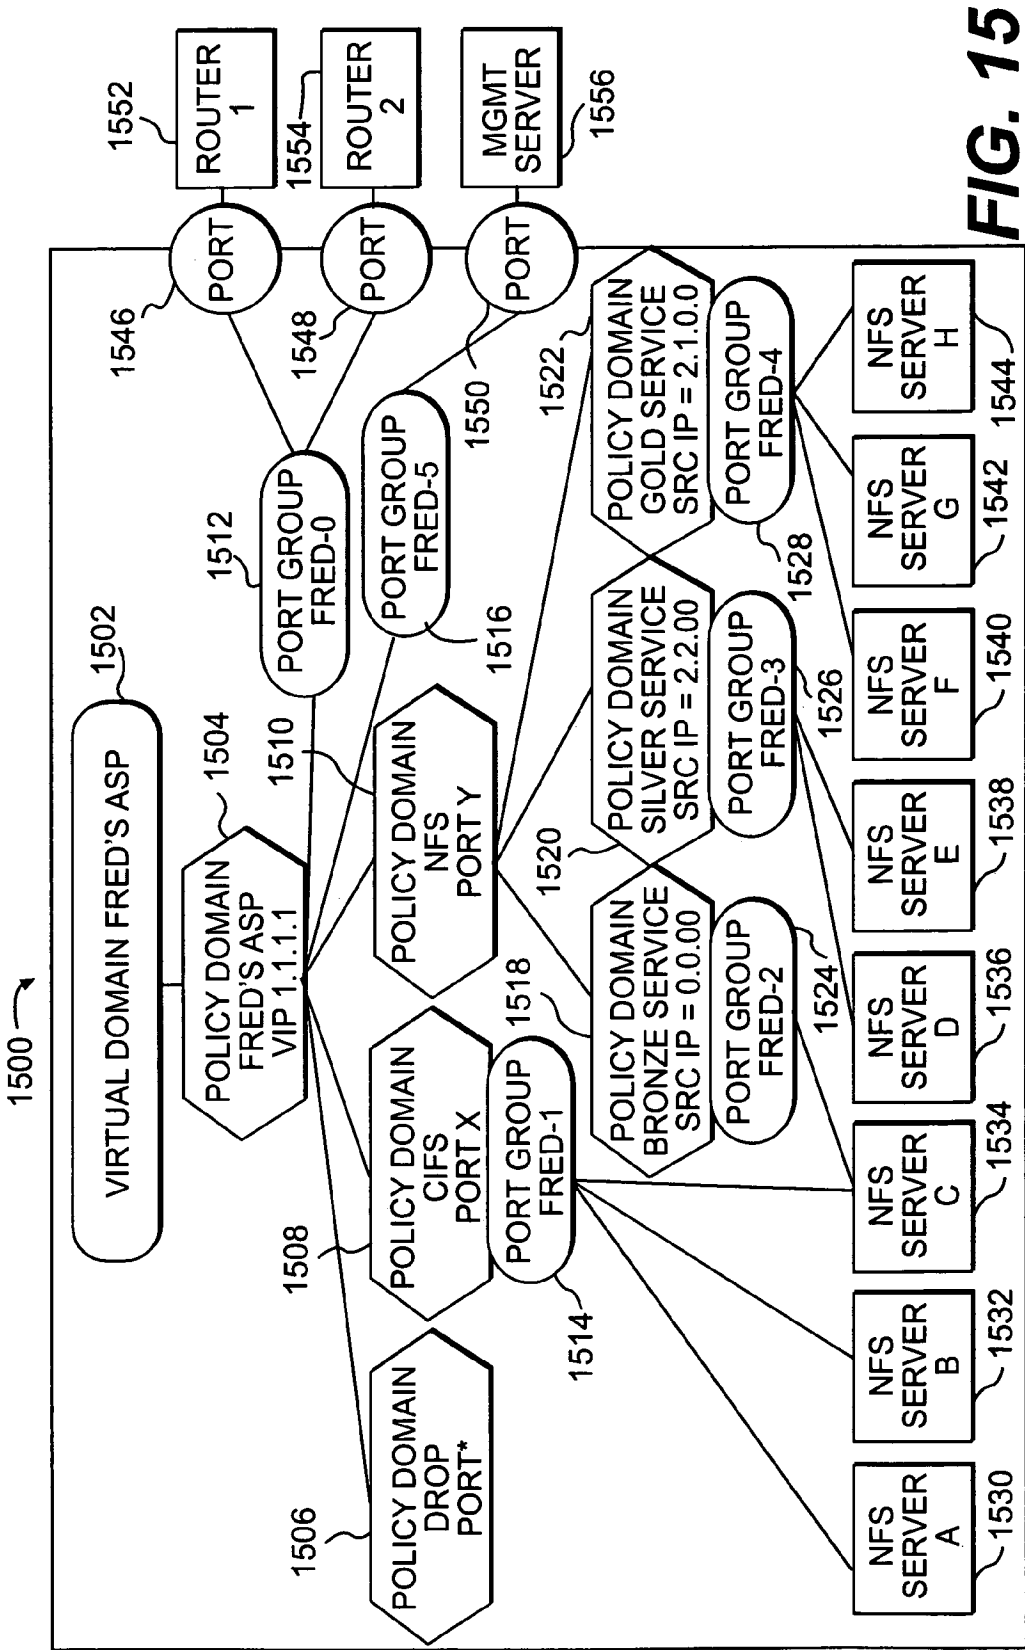 1500
VIRTUAL DOMAIN FRED'S ASP
1502
POLICY DOMAIN
FRED'S ASP
VIP 1.1.1.1.1
1504
1506
POLICY DOMAIN
DROP
PORT*
1508
POLICY DOMAIN
CIFS
PORT X
1510
POLICY DOMAIN
NFS
PORT Y
1512
PORT GROUP
FRED-0
PORT GROUP
FRED-1
1514
PORT GROUP
FRED-5
1516
1546
PORT
1552
ROUTER
1
1548
PORT
1554
ROUTER
2
1550
PORT
MGMT
SERVER
1556
1518
POLICY DOMAIN
BRONZE SERVICE
SRC IP = 0.0.00
PORT GROUP
FRED-2
1524
1520
POLICY DOMAIN
SILVER SERVICE
SRC IP = 2.2.00
PORT GROUP
FRED-3
1526
1522
POLICY DOMAIN
GOLD SERVICE
SRC IP = 2.1.0.0
PORT GROUP
FRED-4
1528
NFS
SERVER
A
1530
NFS
SERVER
B
1532
NFS
SERVER
C
1534
NFS
SERVER
D
1536
NFS
SERVER
E
1538
NFS
SERVER
F
1540
NFS
SERVER
G
1542
NFS
SERVER
H
1544
FIG. 15